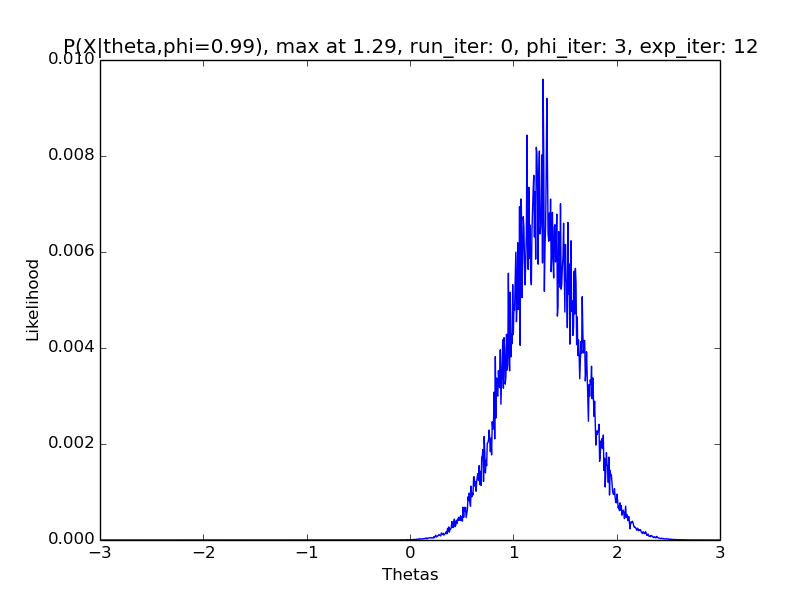 P(X|theta,phi=0.99), max at 1.29, run_iter: 0, phi_iter: 3, exp_iter: 12
0.010
0.008
0.006
0.004
0.002
0.000
Likelihood
−3 −2 −1 0 1 2 3
Thetas